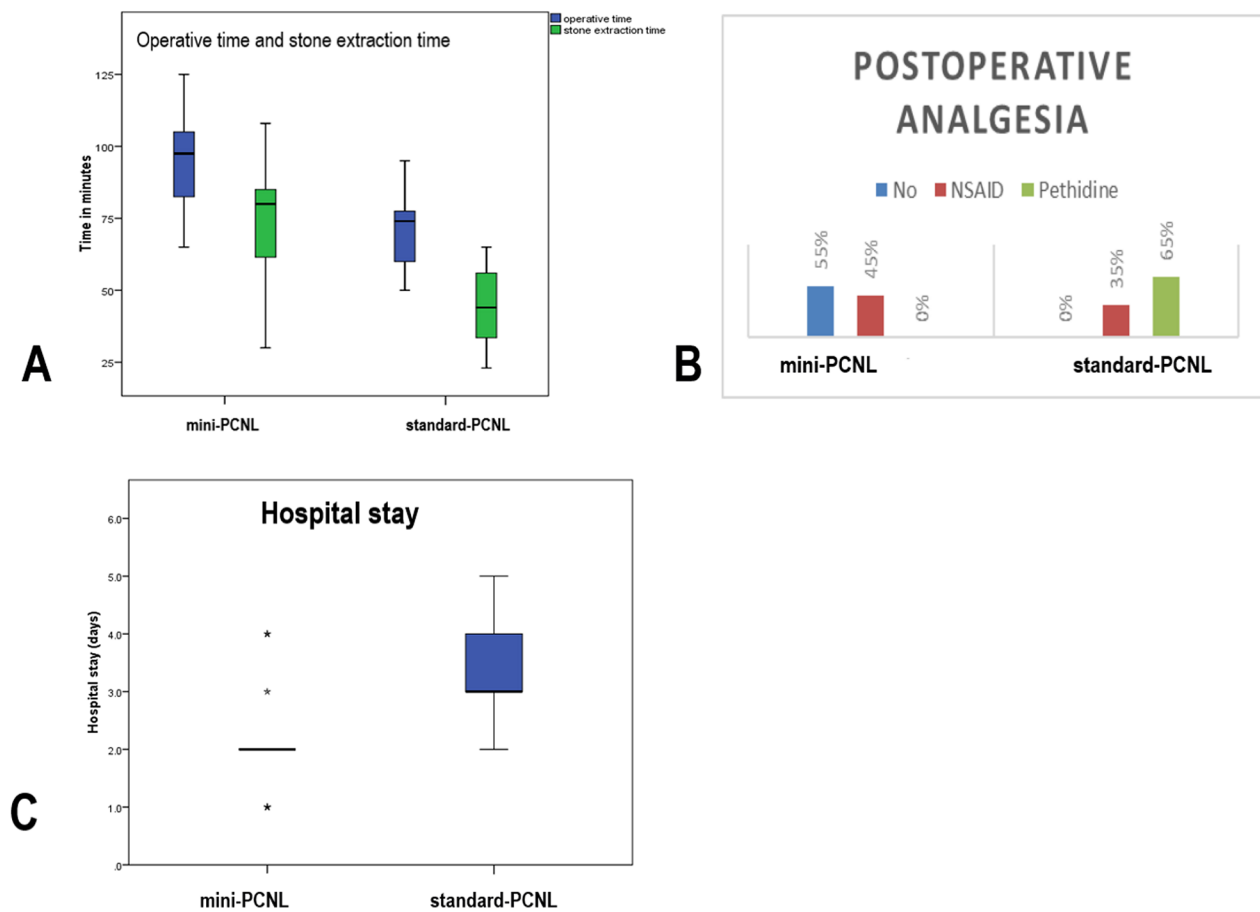 operative time
stone extraction time
Operative time and stone extraction time
125
100
75
50
25
Time in minutes
mini-PCNL standard-PCNL
A
POSTOPERATIVE
ANALGESIA
No NSAID Pethidine
55% 45% 0% 0% 35% 65%
mini-PCNL standard-PCNL
B
Hospital stay
6.0
5.0
4.0
3.0
2.0
1.0
.0
Hospital stay (days)
mini-PCNL standard-PCNL
C